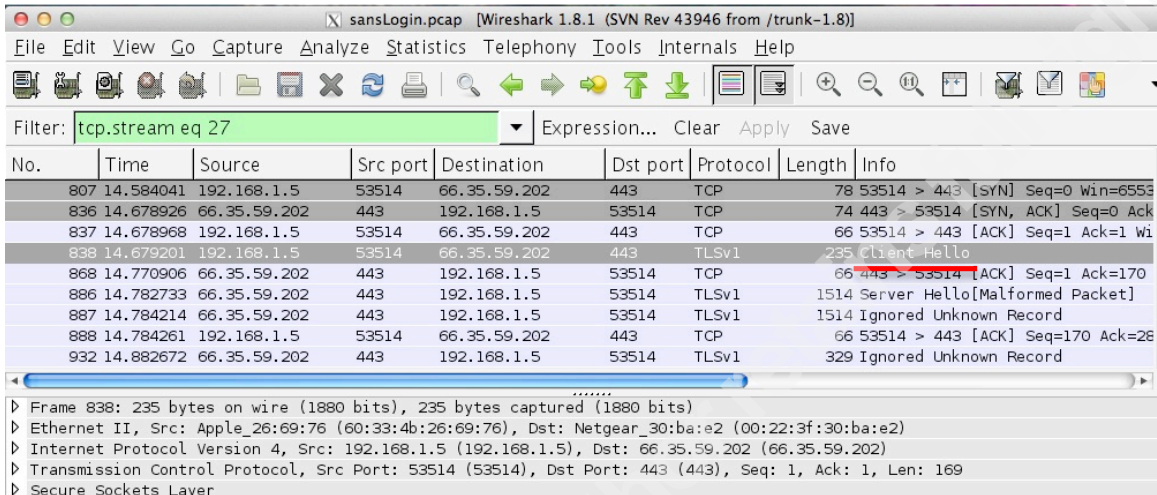 sansLogin.pcap [Wireshark 1.8.1 (SVN Rev 43946 from /trunk-1.8)]
File Edit View Go Capture Analyze Statistics Telephony Tools Internals Help
Filter: tcp.stream eq 27 Expression... Clear Apply Save
No. Time Source Src port Destination Dst port Protocol Length Info
807 14.584041 192.168.1.5 53514 66.35.59.202 443 TCP 78 53514 > 443 [SYN] Seq=0 Win=6553
836 14.678926 66.35.59.202 443 192.168.1.5 53514 TCP 74 443 > 53514 [SYN, ACK] Seq=0 Ack
837 14.678968 192.168.1.5 53514 66.35.59.202 443 TCP 66 53514 > 443 [ACK] Seq=1 Ack=1 Wi
838 14.679201 192.168.1.5 53514 66.35.59.202 443 TLSv1 235 Client Hello
868 14.770906 66.35.59.202 443 192.168.1.5 53514 TCP 66 443 > 53514 [ACK] Seq=1 Ack=170
886 14.782733 66.35.59.202 443 192.168.1.5 53514 TLSv1 1514 Server Hello[Malformed Packet]
887 14.784214 66.35.59.202 443 192.168.1.5 53514 TLSv1 1514 Ignored Unknown Record
888 14.784261 192.168.1.5 53514 66.35.59.202 443 TCP 66 53514 > 443 [ACK] Seq=170 Ack=28
932 14.882672 66.35.59.202 443 192.168.1.5 53514 TLSv1 329 Ignored Unknown Record
Frame 838: 235 bytes on wire (1880 bits), 235 bytes captured (1880 bits)
Ethernet II, Src: Apple_26:69:76 (60:33:4b:26:69:76), Dst: Netgear_30:ba:e2 (00:22:3f:30:ba:e2)
Internet Protocol Version 4, Src: 192.168.1.5 (192.168.1.5), Dst: 66.35.59.202 (66.35.59.202)
Transmission Control Protocol, Src Port: 53514 (53514), Dst Port: 443 (443), Seq: 1, Ack: 1, Len: 169
Secure Sockets Layer